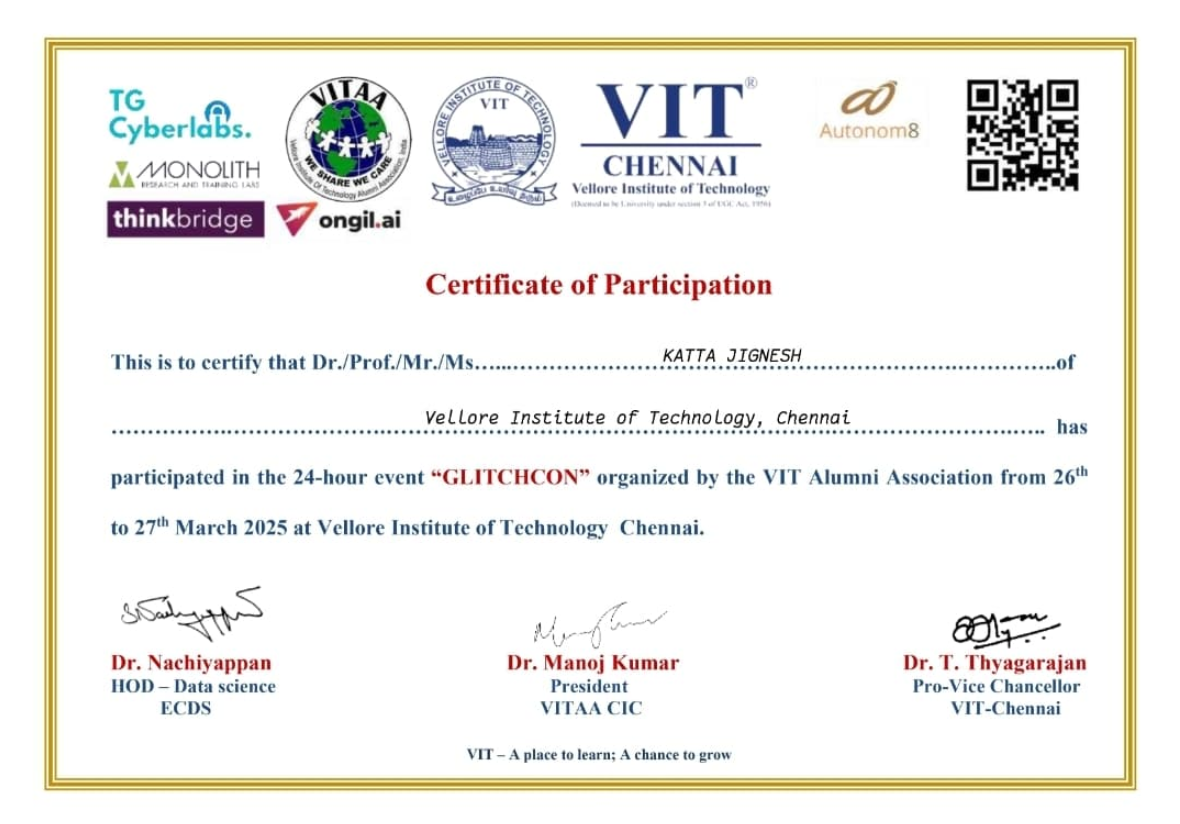 TG
Cyberlabs.
MONOLITH
RESEARCH AND TRAINING LABS
thinkbridge
ongil.ai
VITAA
Vellore Institute Of Technology Alumni Association, India
WE SHARE WE CARE
VELLORE INSTITUTE OF TECHNOLOGY
VIT
உழைப்பே உயர்வு தரும்
VIT®
CHENNAI
Vellore Institute of Technology
(Deemed to be University under section 3 of UGC Act, 1956)
Autonom8
Certificate of Participation
This is to certify that Dr./Prof./Mr./Ms.......KATTA JIGNESH.......of
.......Vellore Institute of Technology, Chennai....... has
participated in the 24-hour event “GLITCHCON” organized by the VIT Alumni Association from 26th
to 27th March 2025 at Vellore Institute of Technology Chennai.
Dr. Nachiyappan
HOD – Data science
ECDS
Dr. Manoj Kumar
President
VITAA CIC
Dr. T. Thyagarajan
Pro-Vice Chancellor
VIT-Chennai
VIT – A place to learn; A chance to grow